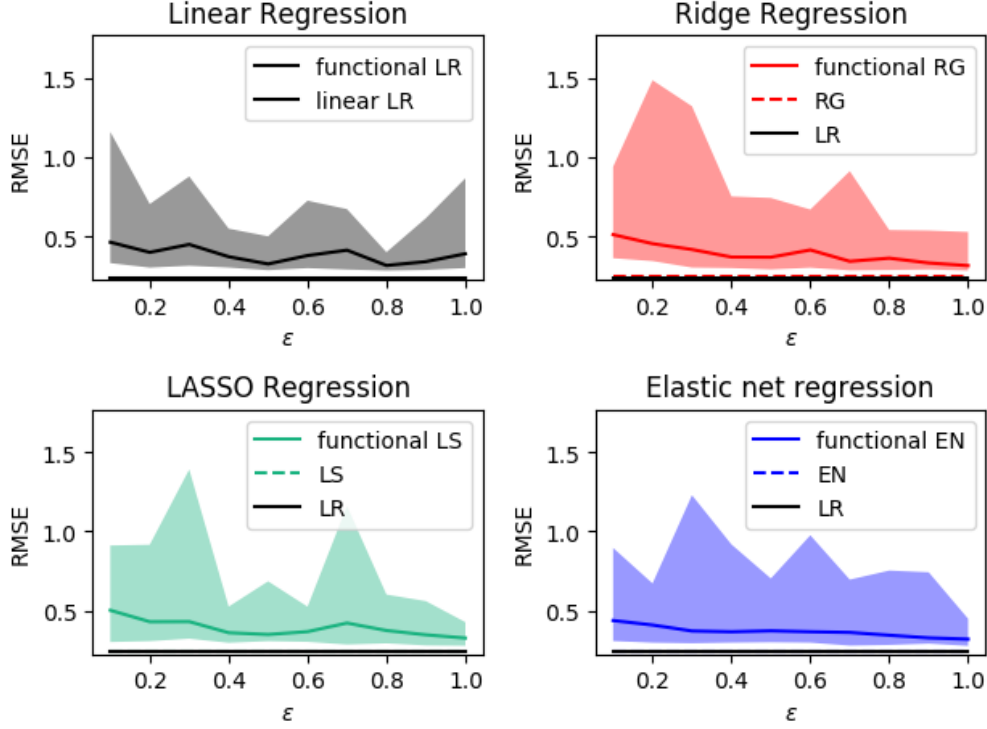 Linear Regression
RMSE
1.5
1.0
0.5
functional LR
linear LR
0.2 0.4 0.6 0.8 1.0
ε
Ridge Regression
RMSE
1.5
1.0
0.5
functional RG
RG
LR
0.2 0.4 0.6 0.8 1.0
ε
LASSO Regression
RMSE
1.5
1.0
0.5
functional LS
LS
LR
0.2 0.4 0.6 0.8 1.0
ε
Elastic net regression
RMSE
1.5
1.0
0.5
functional EN
EN
LR
0.2 0.4 0.6 0.8 1.0
ε